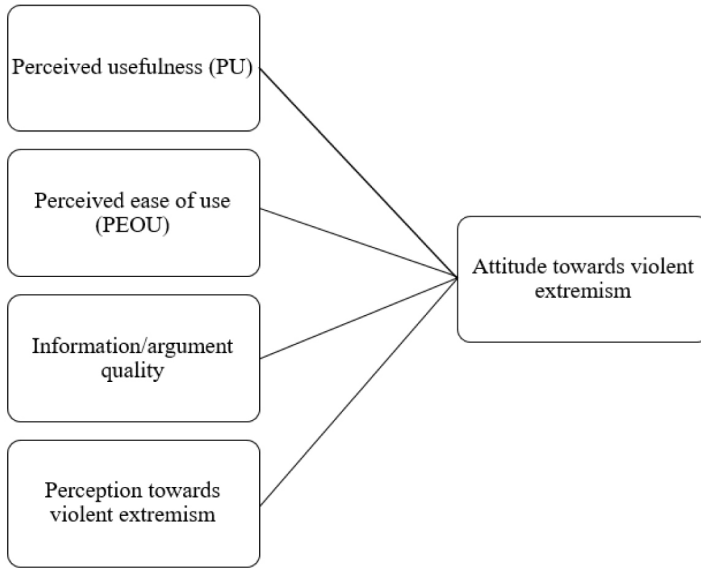 Perceived usefulness (PU)
Perceived ease of use
(PEOU)
Information/argument
quality
Perception towards
violent extremism
Attitude towards violent
extremism